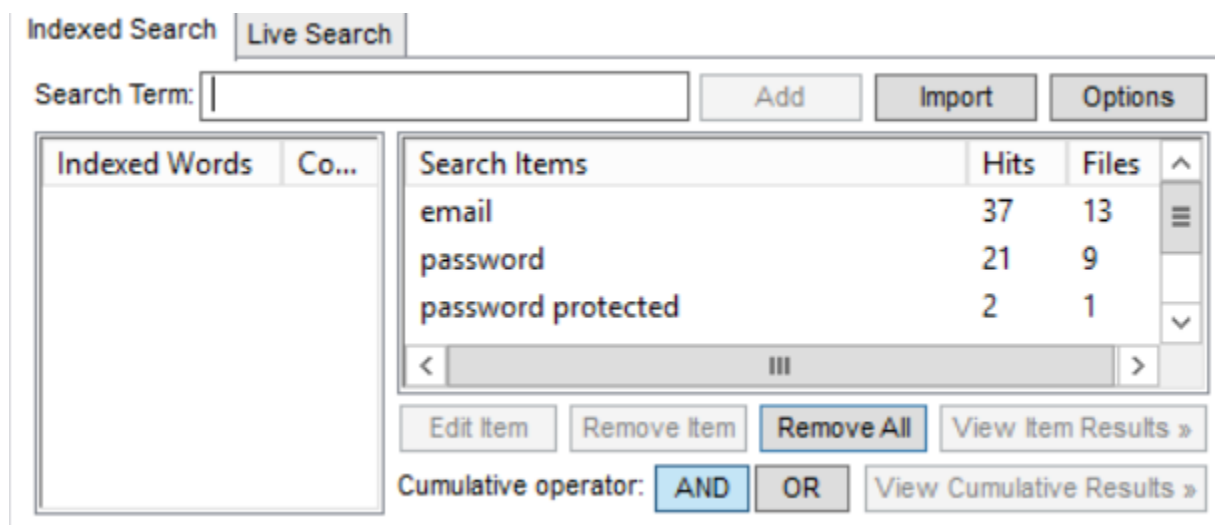 Indexed Search Live Search
Search Term: Add Import Options
Indexed Words Co... Search Items Hits Files
email 37 13
password 21 9
password protected 2 1
Edit Item Remove Item Remove All View Item Results »
Cumulative operator: AND OR View Cumulative Results »